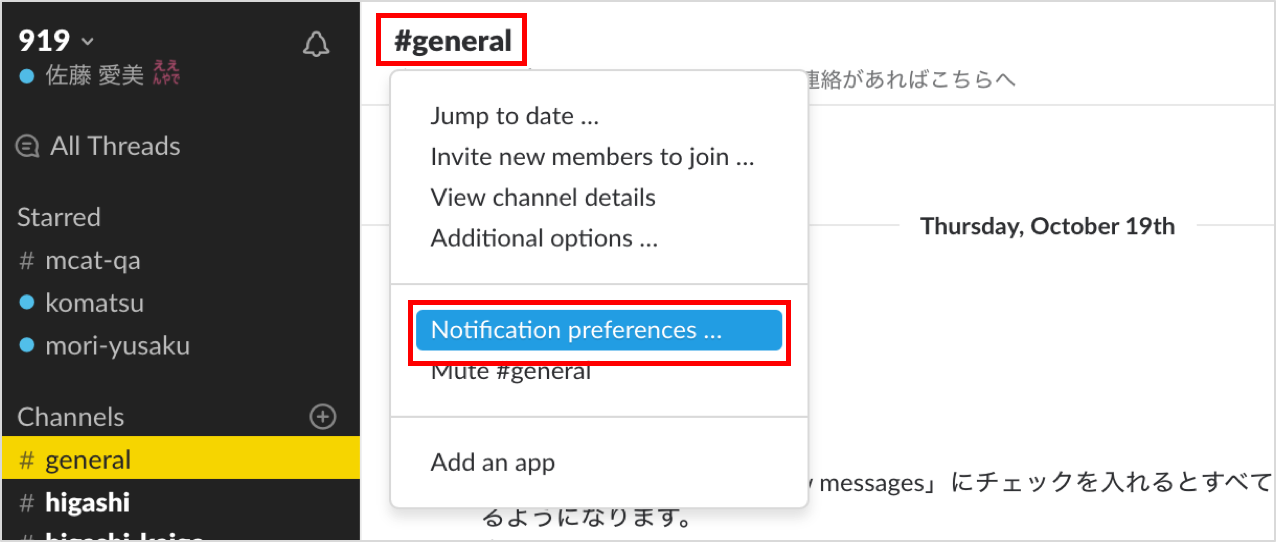 919
佐藤 愛美 ええんやで
All Threads
Starred
# mcat-qa
komatsu
mori-yusaku
Channels
# general
# higashi
#general
連絡があればこちらへ
Jump to date ...
Invite new members to join ...
View channel details
Additional options ...
Notification preferences ...
Mute #general
Add an app
Thursday, October 19th
messages」にチェックを入れるとすべて
るようになります。